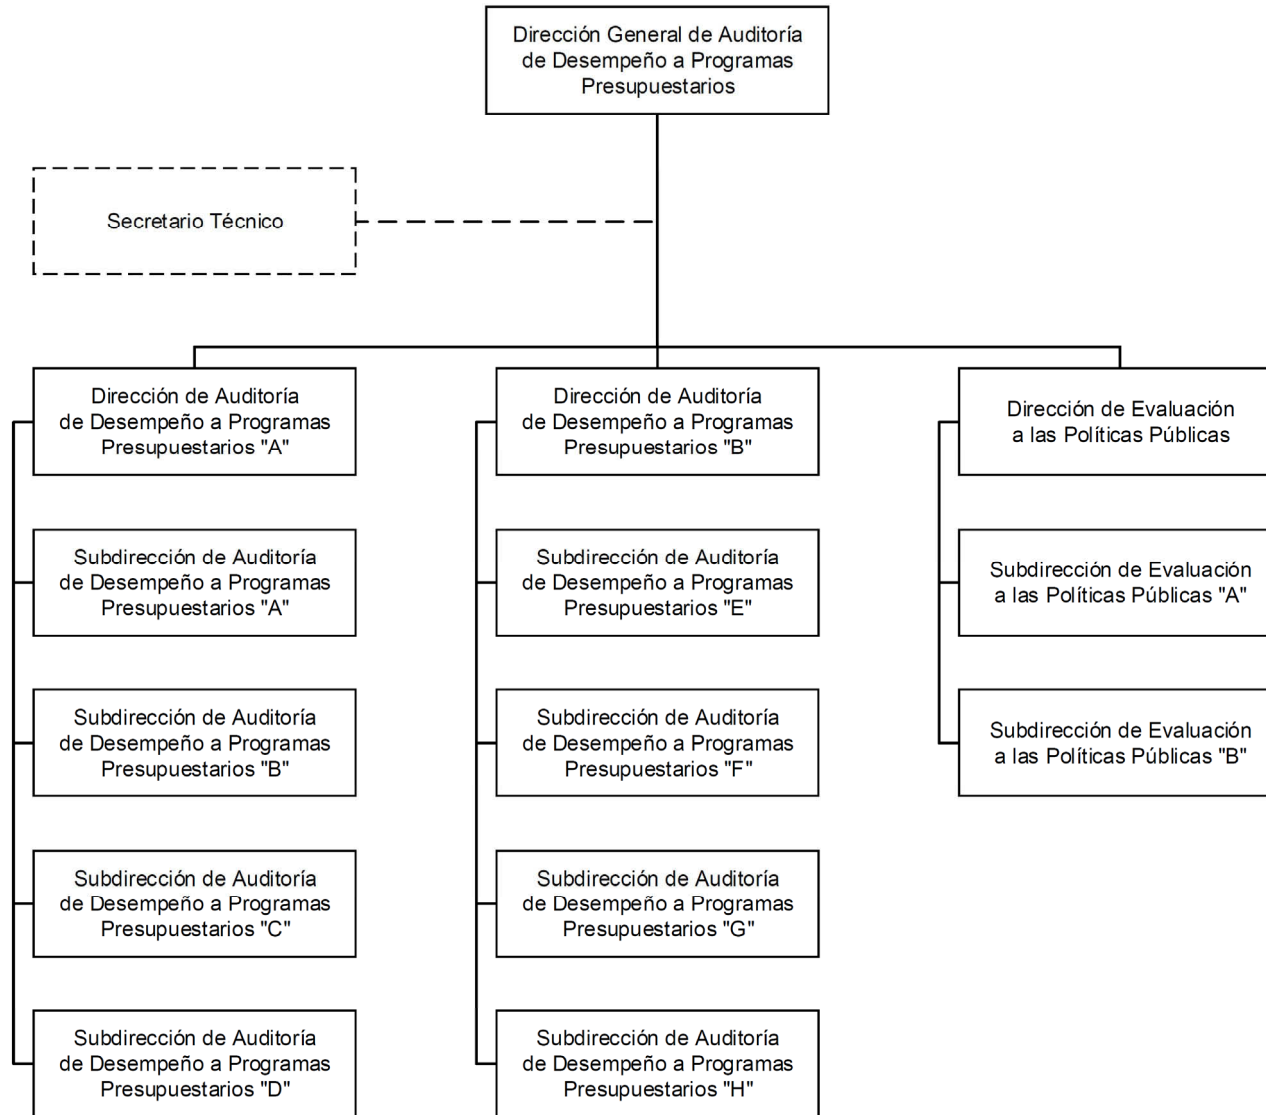 Dirección General de Auditoría
de Desempeño a Programas
Presupuestarios
Secretario Técnico
Dirección de Auditoría
de Desempeño a Programas
Presupuestarios "A"
Dirección de Auditoría
de Desempeño a Programas
Presupuestarios "B"
Dirección de Evaluación
a las Políticas Públicas
Subdirección de Auditoría
de Desempeño a Programas
Presupuestarios "A"
Subdirección de Auditoría
de Desempeño a Programas
Presupuestarios "E"
Subdirección de Evaluación
a las Políticas Públicas "A"
Subdirección de Auditoría
de Desempeño a Programas
Presupuestarios "B"
Subdirección de Auditoría
de Desempeño a Programas
Presupuestarios "F"
Subdirección de Evaluación
a las Políticas Públicas "B"
Subdirección de Auditoría
de Desempeño a Programas
Presupuestarios "C"
Subdirección de Auditoría
de Desempeño a Programas
Presupuestarios "G"
Subdirección de Auditoría
de Desempeño a Programas
Presupuestarios "D"
Subdirección de Auditoría
de Desempeño a Programas
Presupuestarios "H"